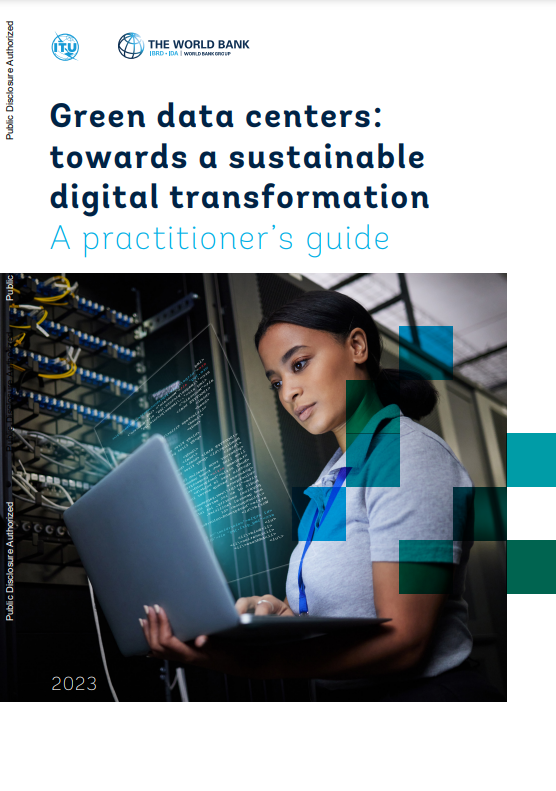 Public Disclosure Authorized
ITU
THE WORLD BANK
IBRD • IDA | WORLD BANK GROUP
Green data centers:
towards a sustainable
digital transformation
A practitioner's guide
Public
Public Disclosure Authorized
2023